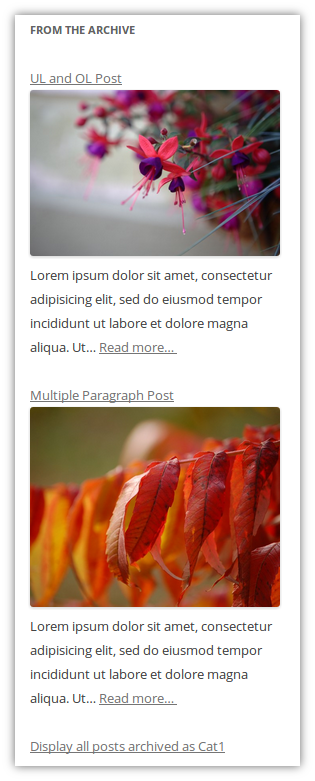 FROM THE ARCHIVE
UL and OL Post
Lorem ipsum dolor sit amet, consectetur
adipisicing elit, sed do eiusmod tempor
incididunt ut labore et dolore magna
aliqua. Ut... Read more...
Multiple Paragraph Post
Lorem ipsum dolor sit amet, consectetur
adipisicing elit, sed do eiusmod tempor
incididunt ut labore et dolore magna
aliqua. Ut... Read more...
Display all posts archived as Cat1